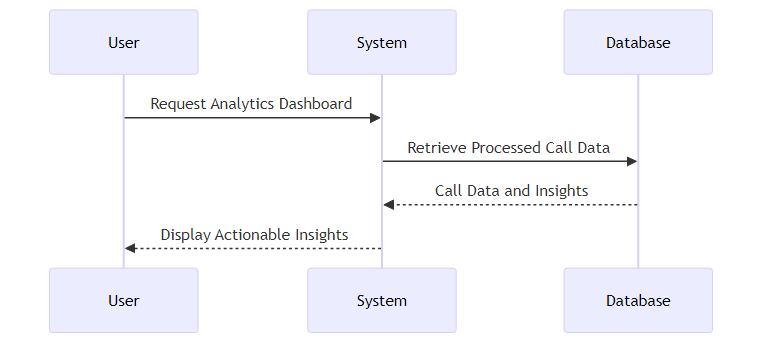 User
System
Database
Request Analytics Dashboard
Retrieve Processed Call Data
Call Data and Insights
Display Actionable Insights
User
System
Database